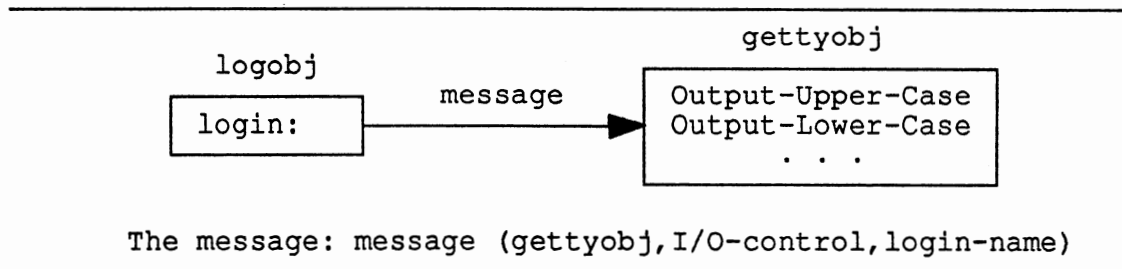 gettyobj
logobj
message
Output-Upper-Case
login:
Output-Lower-Case
. . .
The message: message (gettyobj,I/O-control,login-name)